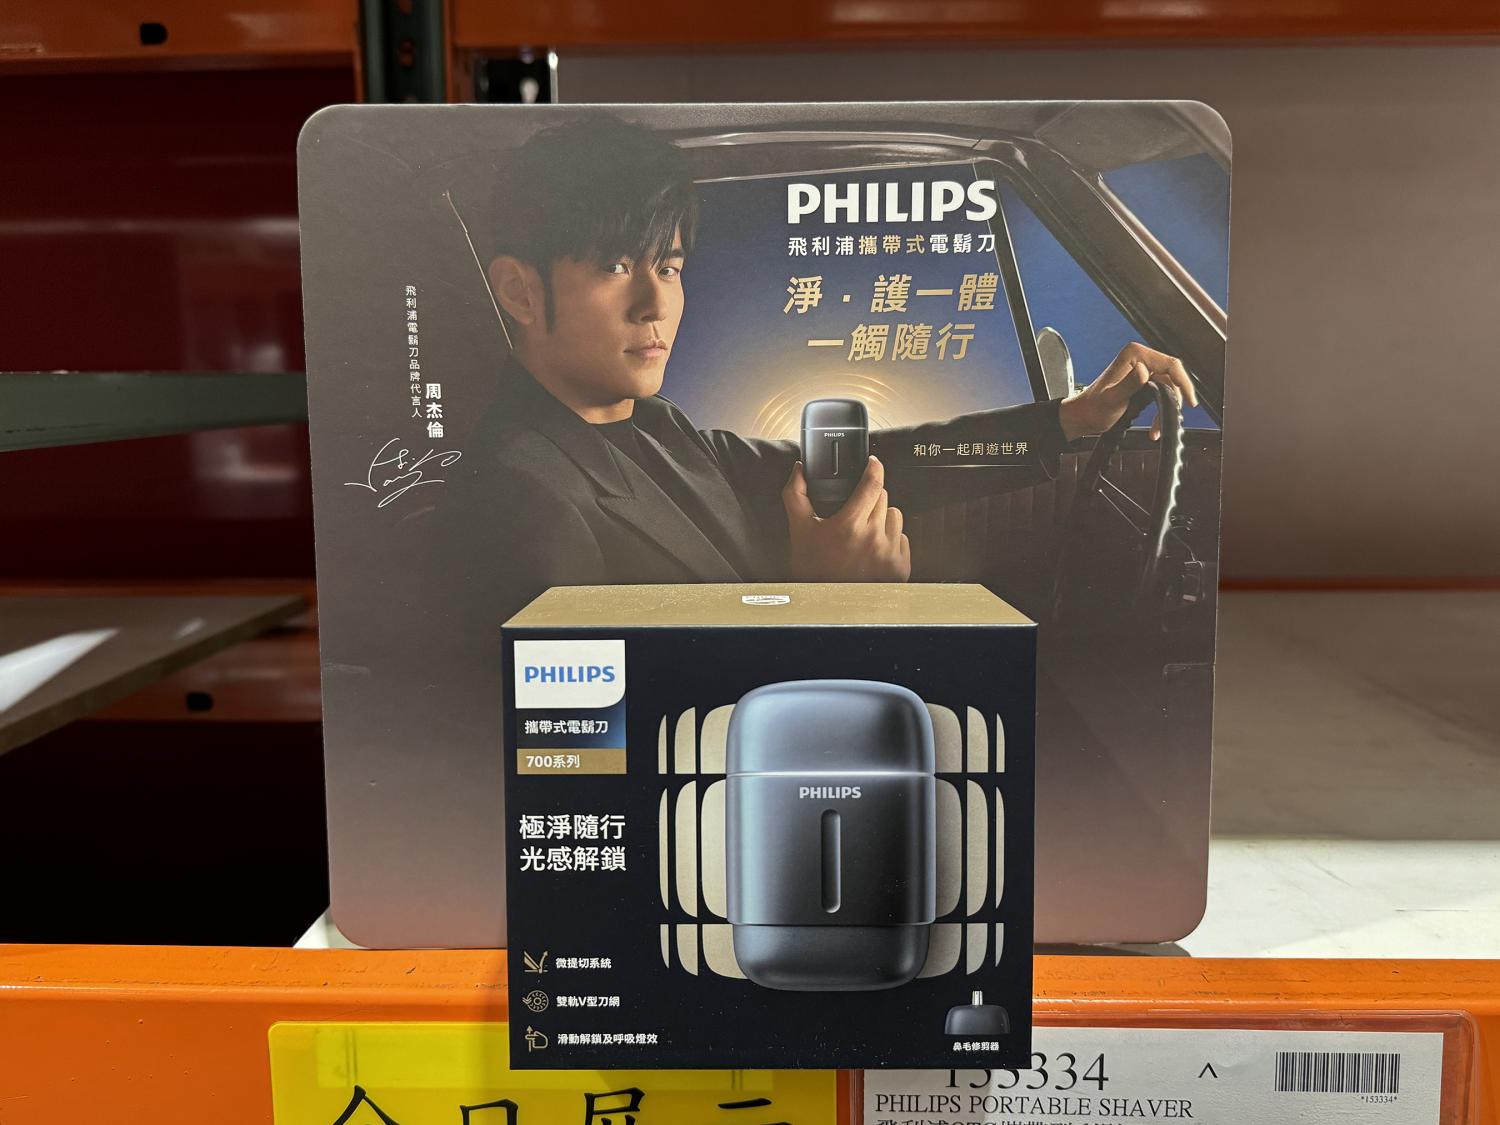 PHILIPS
飛利浦攜帶式電鬍刀
淨·護一體
一觸隨行
飛利浦電鬍刀品牌代言人
周杰倫
PHILIPS
和你一起周遊世界
PHILIPS
攜帶式電鬍刀
700系列
極淨隨行
光感解鎖
PHILIPS
微提切系統
雙軌V型刀網
滑動解鎖及呼吸燈效
鼻毛修剪器
153334
^
*153334*
PHILIPS PORTABLE SHAVER